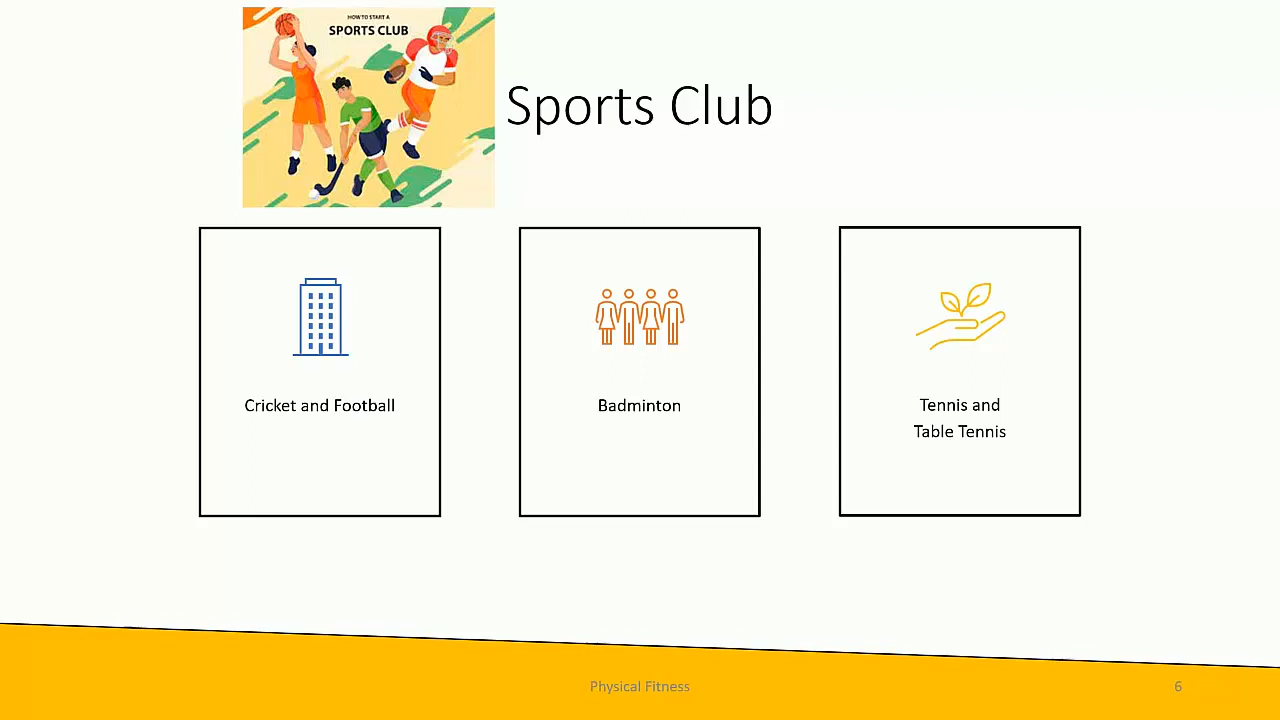 HOW TO START A
SPORTS CLUB
Sports Club
Cricket and Football
Badminton
Tennis and
Table Tennis
Physical Fitness
6